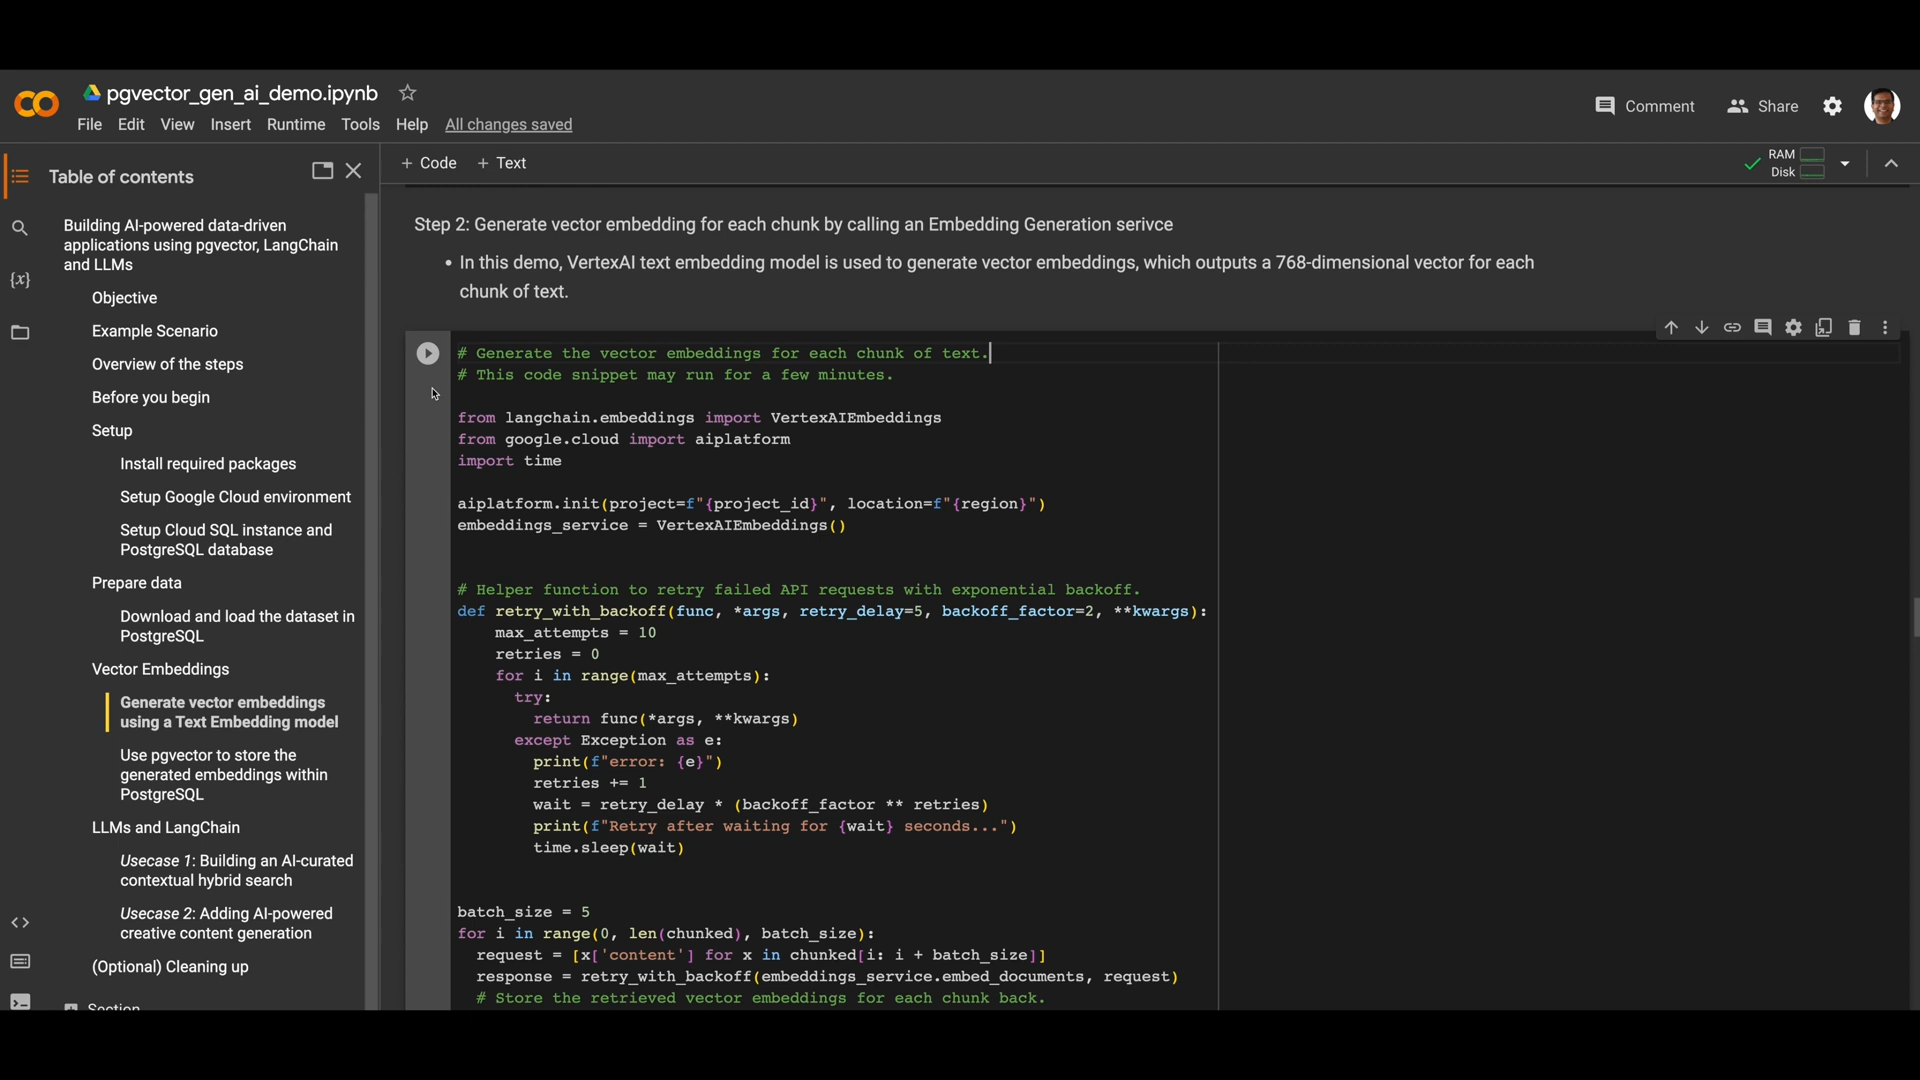 pgvector_gen_ai_demo.ipynb
Comment
Share
File Edit View Insert Runtime Tools Help All changes saved
Table of contents
+ Code + Text
RAM
Disk
Building AI-powered data-driven
applications using pgvector, LangChain
and LLMs
Objective
Example Scenario
Overview of the steps
Before you begin
Setup
Install required packages
Setup Google Cloud environment
Setup Cloud SQL instance and
PostgreSQL database
Prepare data
Download and load the dataset in
PostgreSQL
Vector Embeddings
Generate vector embeddings
using a Text Embedding model
Use pgvector to store the
generated embeddings within
PostgreSQL
LLMs and LangChain
Usecase 1: Building an AI-curated
contextual hybrid search
Usecase 2: Adding AI-powered
creative content generation
(Optional) Cleaning up
Section
Step 2: Generate vector embedding for each chunk by calling an Embedding Generation serivce
• In this demo, VertexAI text embedding model is used to generate vector embeddings, which outputs a 768-dimensional vector for each
chunk of text.
# Generate the vector embeddings for each chunk of text.
# This code snippet may run for a few minutes.
from langchain.embeddings import VertexAIEmbeddings
from google.cloud import aiplatform
import time
aiplatform.init(project=f"{project_id}", location=f"{region}")
embeddings_service = VertexAIEmbeddings()
# Helper function to retry failed API requests with exponential backoff.
def retry_with_backoff(func, *args, retry_delay=5, backoff_factor=2, **kwargs):
max_attempts = 10
retries = 0
for i in range(max_attempts):
try:
return func(*args, **kwargs)
except Exception as e:
print(f"error: {e}")
retries += 1
wait = retry_delay * (backoff_factor ** retries)
print(f"Retry after waiting for {wait} seconds...")
time.sleep(wait)
batch_size = 5
for i in range(0, len(chunked), batch_size):
request = [x['content'] for x in chunked[i: i + batch_size]]
response = retry_with_backoff(embeddings_service.embed_documents, request)
# Store the retrieved vector embeddings for each chunk back.